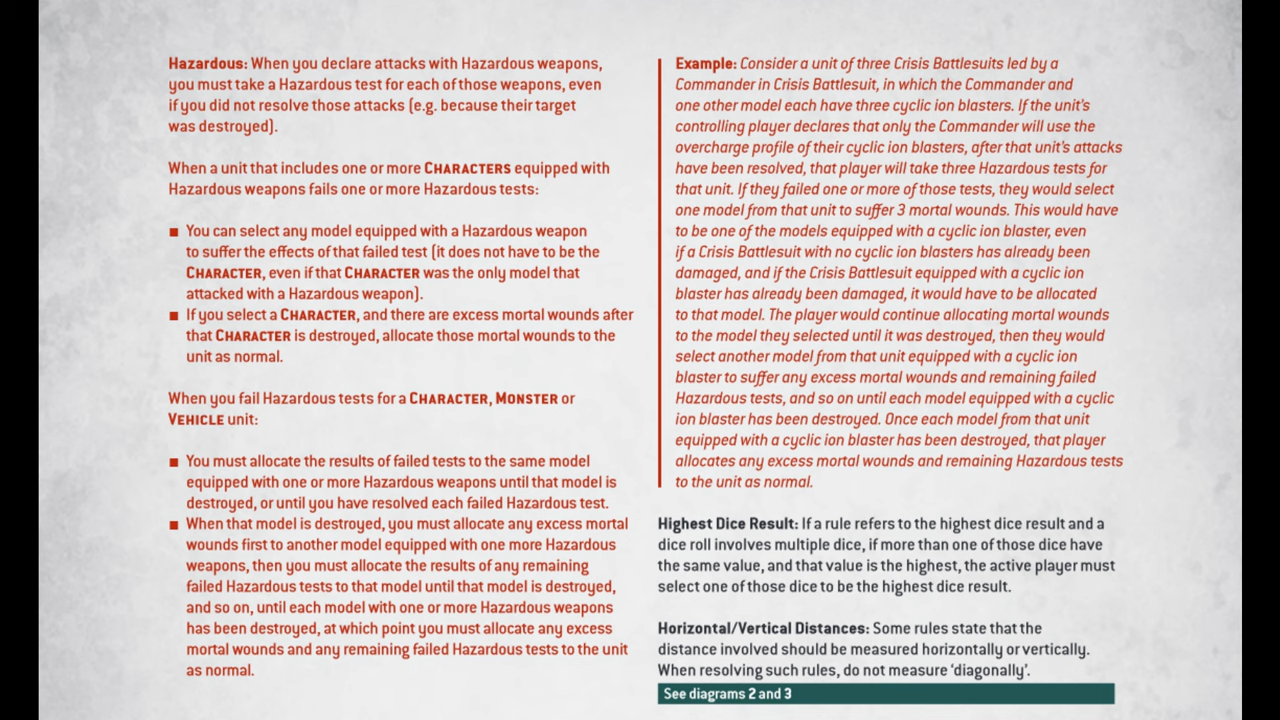 Hazardous: When you declare attacks with Hazardous weapons,
you must take a Hazardous test for each of those weapons, even
if you did not resolve those attacks (e.g. because their target
was destroyed).
When a unit that includes one or more CHARACTERS equipped with
Hazardous weapons fails one or more Hazardous tests:
■ You can select any model equipped with a Hazardous weapon
to suffer the effects of that failed test (it does not have to be the
CHARACTER, even if that CHARACTER was the only model that
attacked with a Hazardous weapon).
■ If you select a CHARACTER, and there are excess mortal wounds after
that CHARACTER is destroyed, allocate those mortal wounds to the
unit as normal.
When you fail Hazardous tests for a CHARACTER, MONSTER or
VEHICLE unit:
■ You must allocate the results of failed tests to the same model
equipped with one or more Hazardous weapons until that model is
destroyed, or until you have resolved each failed Hazardous test.
■ When that model is destroyed, you must allocate any excess mortal
wounds first to another model equipped with one more Hazardous
weapons, then you must allocate the results of any remaining
failed Hazardous tests to that model until that model is destroyed,
and so on, until each model with one or more Hazardous weapons
has been destroyed, at which point you must allocate any excess
mortal wounds and any remaining failed Hazardous tests to the unit
as normal.
Example: Consider a unit of three Crisis Battlesuits led by a
Commander in Crisis Battlesuit, in which the Commander and
one other model each have three cyclic ion blasters. If the unit's
controlling player declares that only the Commander will use the
overcharge profile of their cyclic ion blasters, after that unit's attacks
have been resolved, that player will take three Hazardous tests for
that unit. If they failed one or more of those tests, they would select
one model from that unit to suffer 3 mortal wounds. This would have
to be one of the models equipped with a cyclic ion blaster, even
if a Crisis Battlesuit with no cyclic ion blasters has already been
damaged, and if the Crisis Battlesuit equipped with a cyclic ion
blaster has already been damaged, it would have to be allocated
to that model. The player would continue allocating mortal wounds
to the model they selected until it was destroyed, then they would
select another model from that unit equipped with a cyclic ion
blaster to suffer any excess mortal wounds and remaining failed
Hazardous tests, and so on until each model equipped with a cyclic
ion blaster has been destroyed. Once each model from that unit
equipped with a cyclic ion blaster has been destroyed, that player
allocates any excess mortal wounds and remaining Hazardous tests
to the unit as normal.
Highest Dice Result: If a rule refers to the highest dice result and a
dice roll involves multiple dice, if more than one of those dice have
the same value, and that value is the highest, the active player must
select one of those dice to be the highest dice result.
Horizontal/Vertical Distances: Some rules state that the
distance involved should be measured horizontally or vertically.
When resolving such rules, do not measure 'diagonally'.
See diagrams 2 and 3